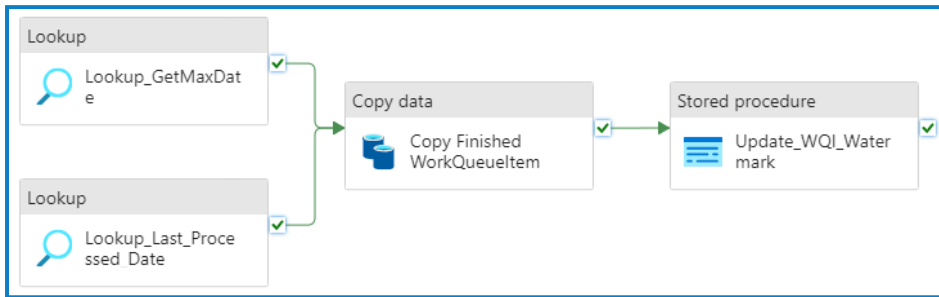 Lookup
Lookup_GetMaxDat
e
Lookup
Lookup_Last_Proce
ssed_Date
Copy data
Copy Finished
WorkQueueItem
Stored procedure
Update_WQI_Water
mark